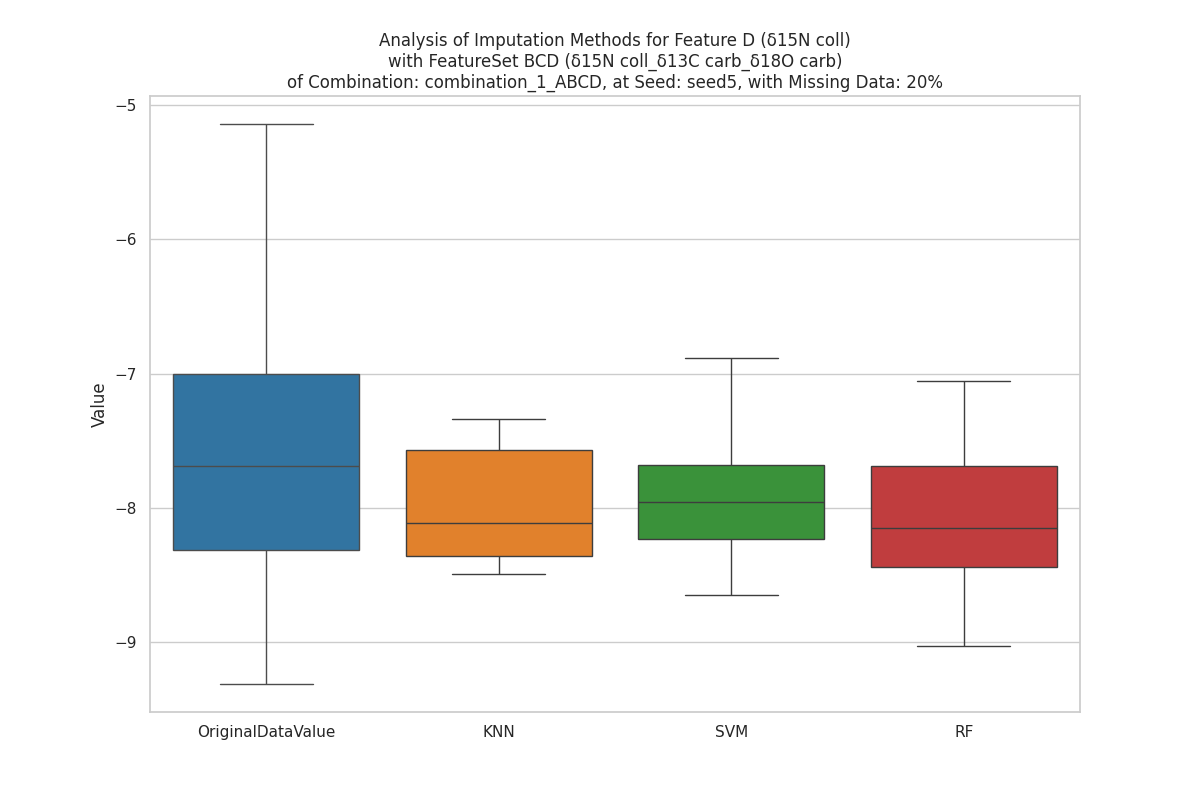 Analysis of Imputation Methods for Feature D (δ15N coll)
with FeatureSet BCD (δ15N coll_δ13C carb_δ18O carb)
of Combination: combination_1_ABCD, at Seed: seed5, with Missing Data: 20%
−5
−6
−7
−8
−9
Value
OriginalDataValue
KNN
SVM
RF